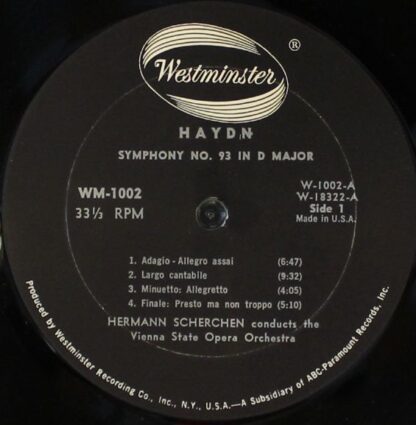 Westminster ®
HAYDN
SYMPHONY NO. 93 IN D MAJOR
WM-1002
33⅓ RPM
W-1002-A
W-18322-A
Side 1
Made in U.S.A.
1. Adagio - Allegro assai (6:47)
2. Largo cantabile (9:32)
3. Minuetto: Allegretto (4:05)
4. Finale: Presto ma non troppo (5:10)
HERMANN SCHERCHEN conducts the
Vienna State Opera Orchestra
Produced by Westminster Recording Co., Inc., N.Y., U.S.A.—A Subsidiary of ABC-Paramount Records, Inc.